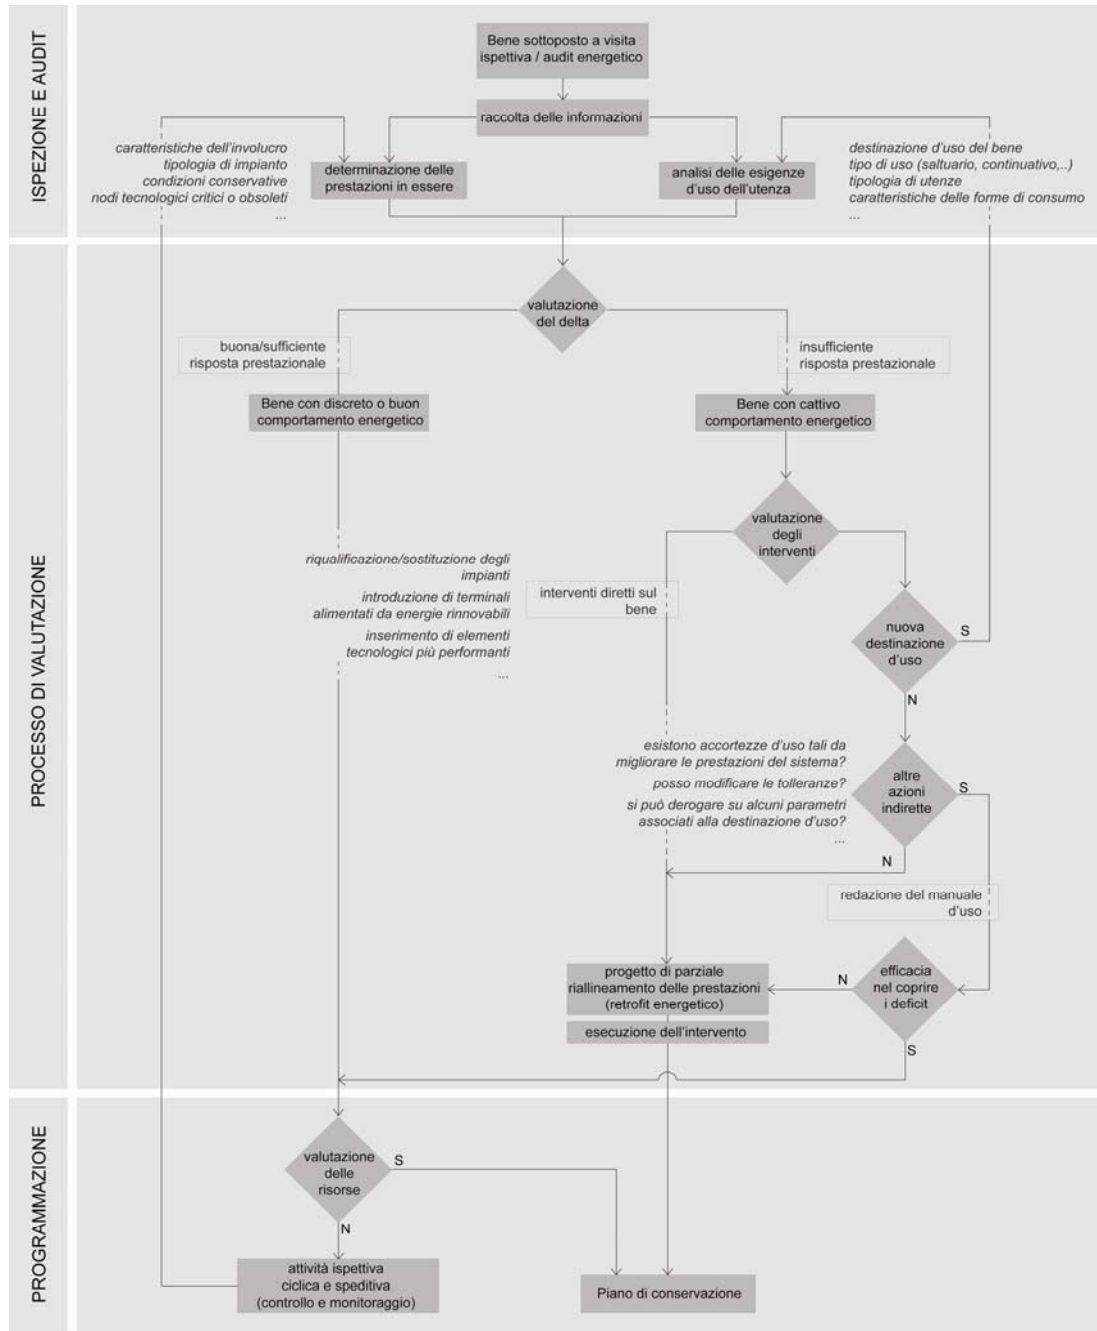 ISPEZIONE E AUDIT
Bene sottoposto a visita
ispettiva / audit energetico
raccolta delle informazioni
caratteristiche dell'involucro
tipologia di impianto
condizioni conservative
nodi tecnologici critici o obsoleti
...
determinazione delle
prestazioni in essere
analisi delle esigenze
d'uso dell'utenza
destinazione d'uso del bene
tipo di uso (saltuario, continuativo,..)
tipologia di utenze
caratteristiche delle forme di consumo
...
PROCESSO DI VALUTAZIONE
valutazione
del delta
buona/sufficiente
risposta prestazionale
insufficiente
risposta prestazionale
Bene con discreto o buon
comportamento energetico
Bene con cattivo
comportamento energetico
valutazione
degli
interventi
riqualificazione/sostituzione degli
impianti
introduzione di terminali
alimentati da energie rinnovabili
inserimento di elementi
tecnologici più performanti
...
interventi diretti sul
bene
nuova
destinazione
d'uso
S
N
esistono accortezze d'uso tali da
migliorare le prestazioni del sistema?
posso modificare le tolleranze?
si può derogare su alcuni parametri
associati alla destinazione d'uso?
...
altre
azioni
indirette
S
N
redazione del manuale
d'uso
progetto di parziale
riallineamento delle prestazioni
(retrofit energetico)
esecuzione dell'intervento
N
efficacia
nel coprire
i deficit
S
PROGRAMMAZIONE
valutazione
delle
risorse
S
N
attività ispettiva
ciclica e speditiva
(controllo e monitoraggio)
Piano di conservazione